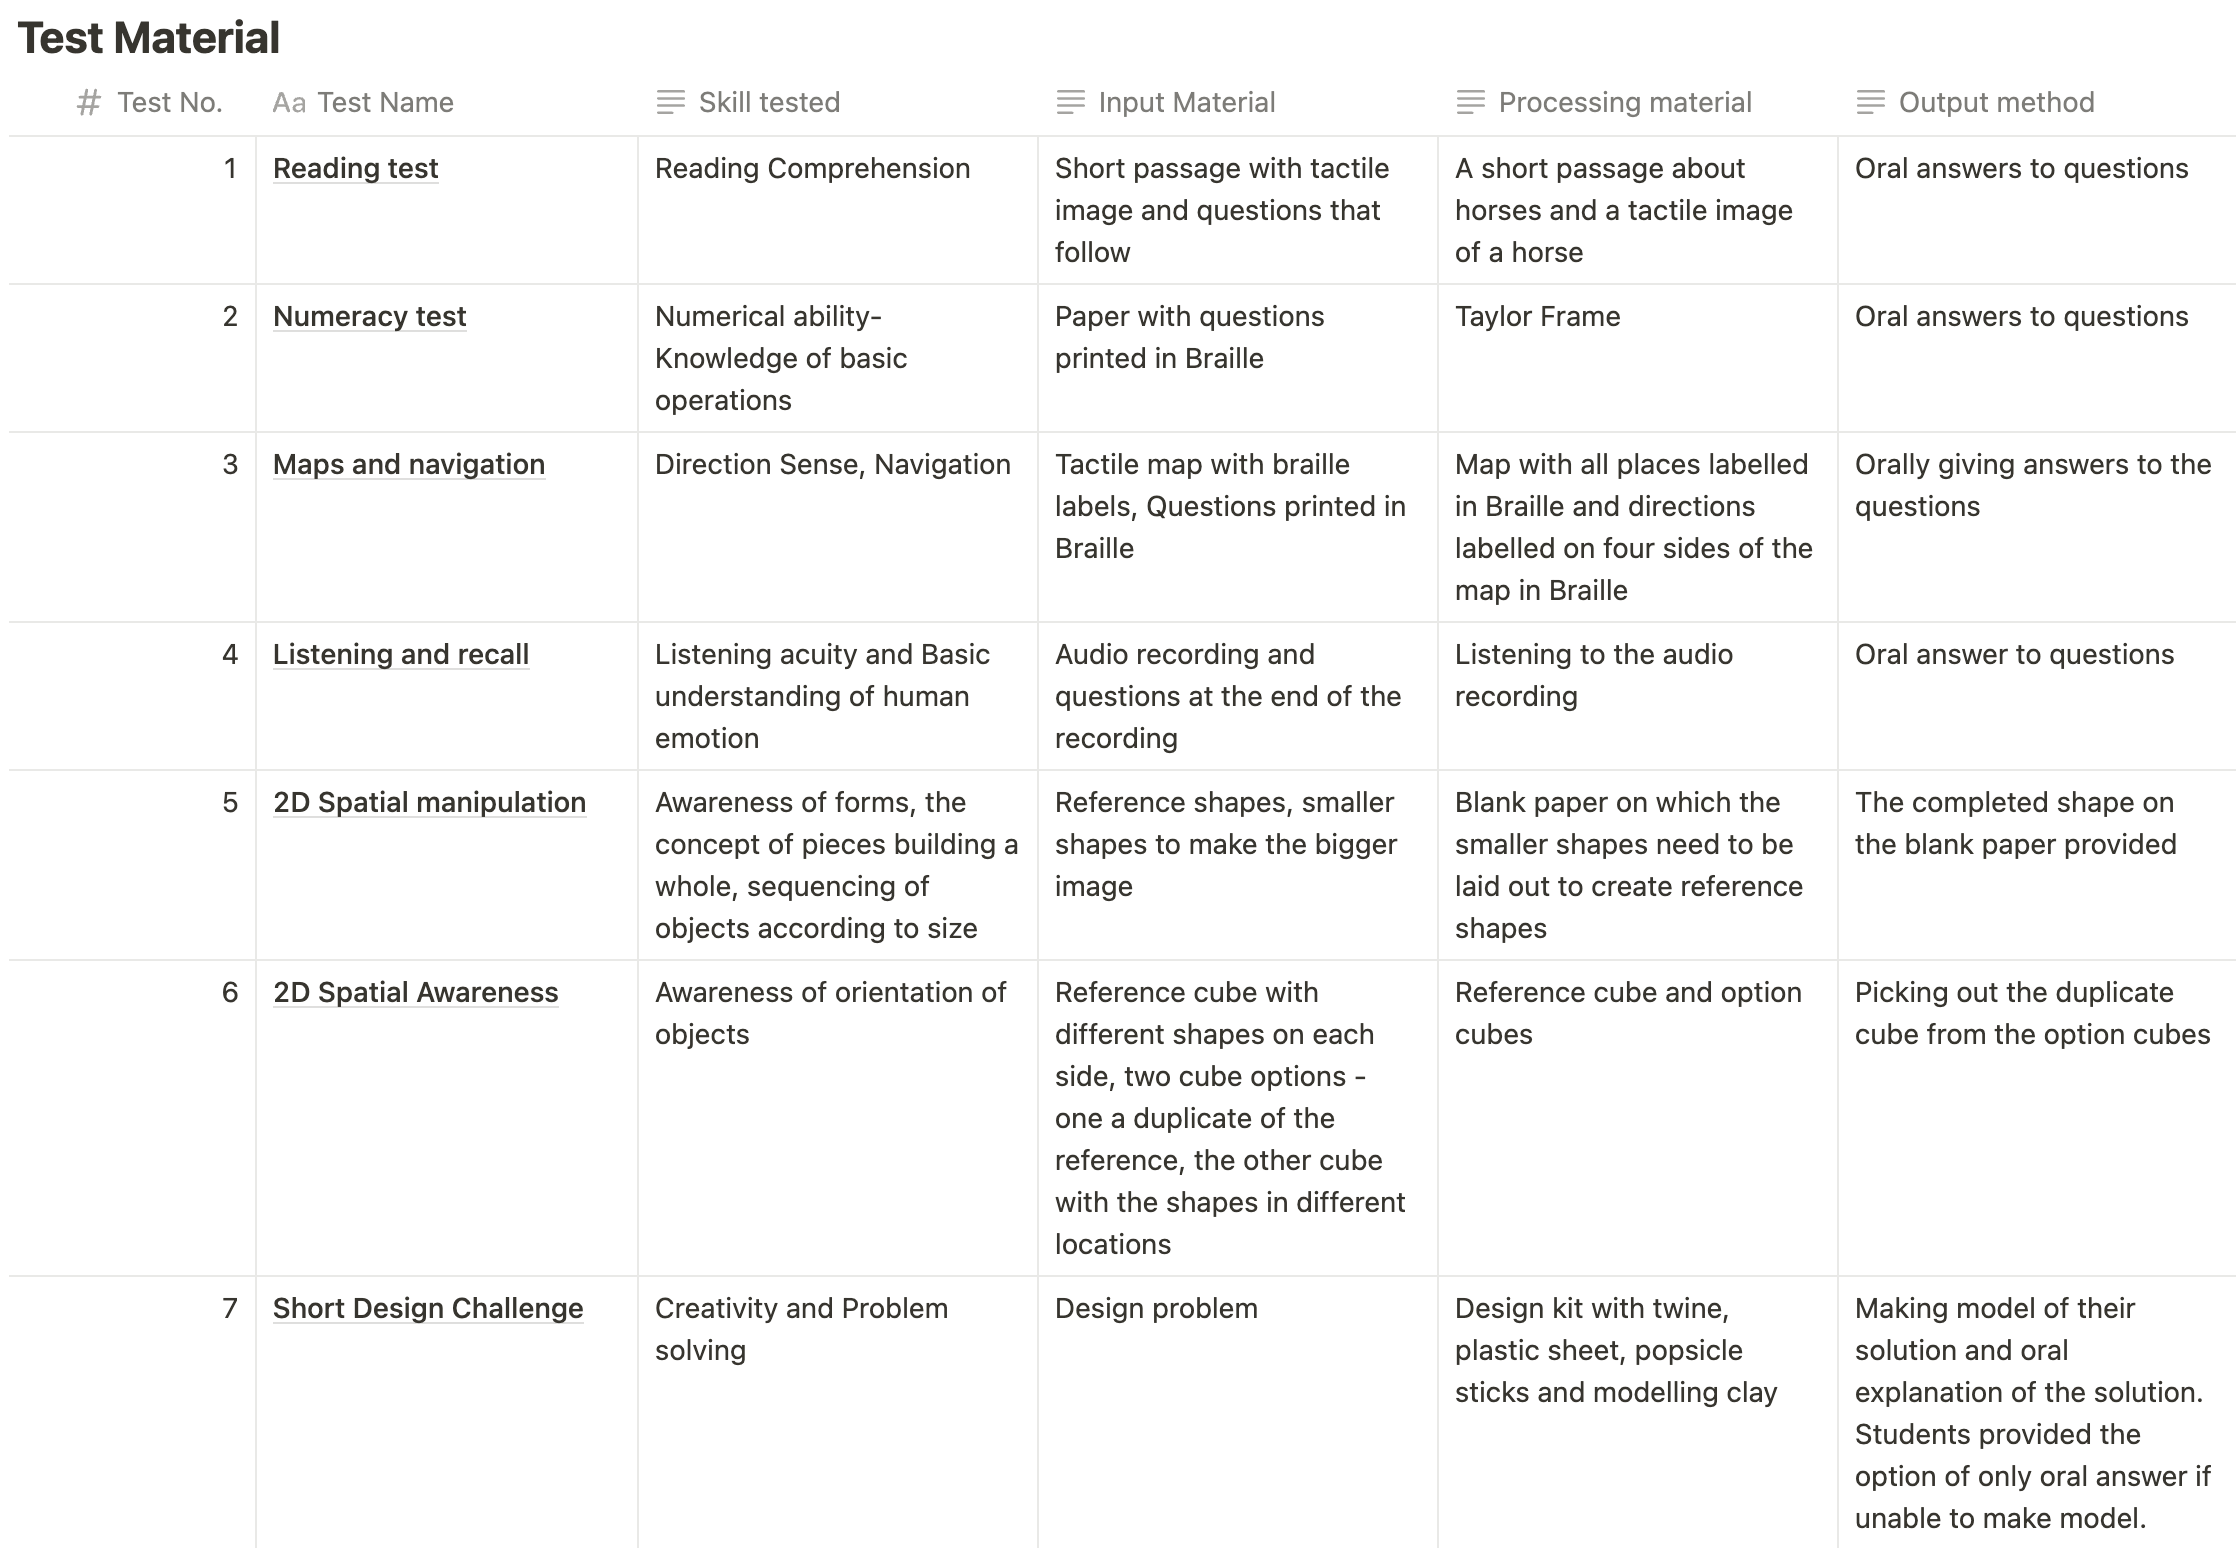 Test Material
# Test No. Aa Test Name Skill tested Input Material Processing material Output method
1 Reading test Reading Comprehension Short passage with tactile A short passage about Oral answers to questions
image and questions that horses and a tactile image
follow of a horse
2 Numeracy test Numerical ability- Paper with questions Taylor Frame Oral answers to questions
Knowledge of basic printed in Braille
operations
3 Maps and navigation Direction Sense, Navigation Tactile map with braille Map with all places labelled Orally giving answers to the
labels, Questions printed in in Braille and directions questions
Braille labelled on four sides of the
map in Braille
4 Listening and recall Listening acuity and Basic Audio recording and Listening to the audio Oral answer to questions
understanding of human questions at the end of the recording
emotion recording
5 2D Spatial manipulation Awareness of forms, the Reference shapes, smaller Blank paper on which the The completed shape on
concept of pieces building a shapes to make the bigger smaller shapes need to be the blank paper provided
whole, sequencing of image laid out to create reference
objects according to size shapes
6 2D Spatial Awareness Awareness of orientation of Reference cube with Reference cube and option Picking out the duplicate
objects different shapes on each cubes cube from the option cubes
side, two cube options -
one a duplicate of the
reference, the other cube
with the shapes in different
locations
7 Short Design Challenge Creativity and Problem Design problem Design kit with twine, Making model of their
solving plastic sheet, popsicle solution and oral
sticks and modelling clay explanation of the solution.
Students provided the
option of only oral answer if
unable to make model.